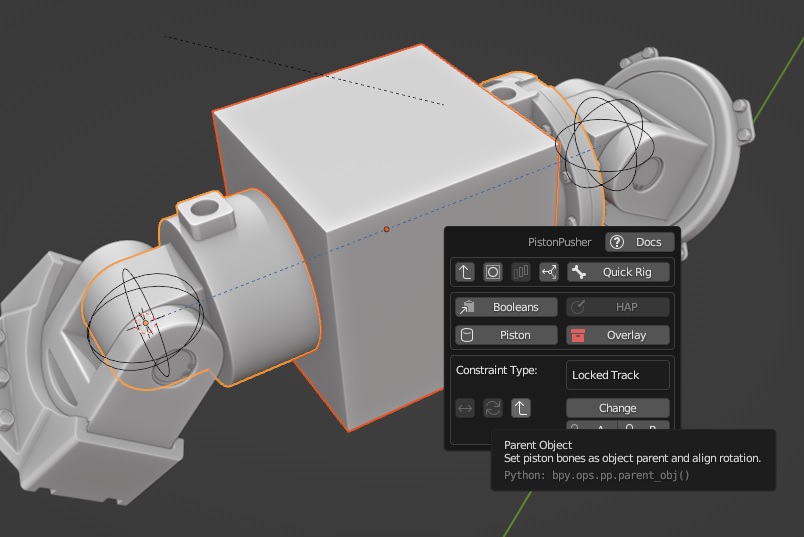 PistonPusher
Docs
Quick Rig
Booleans
HAP
Piston
Overlay
Constraint Type:
Locked Track
Change
Parent Object
Set piston bones as object parent and align rotation.
Python: bpy.ops.pp.parent_obj()